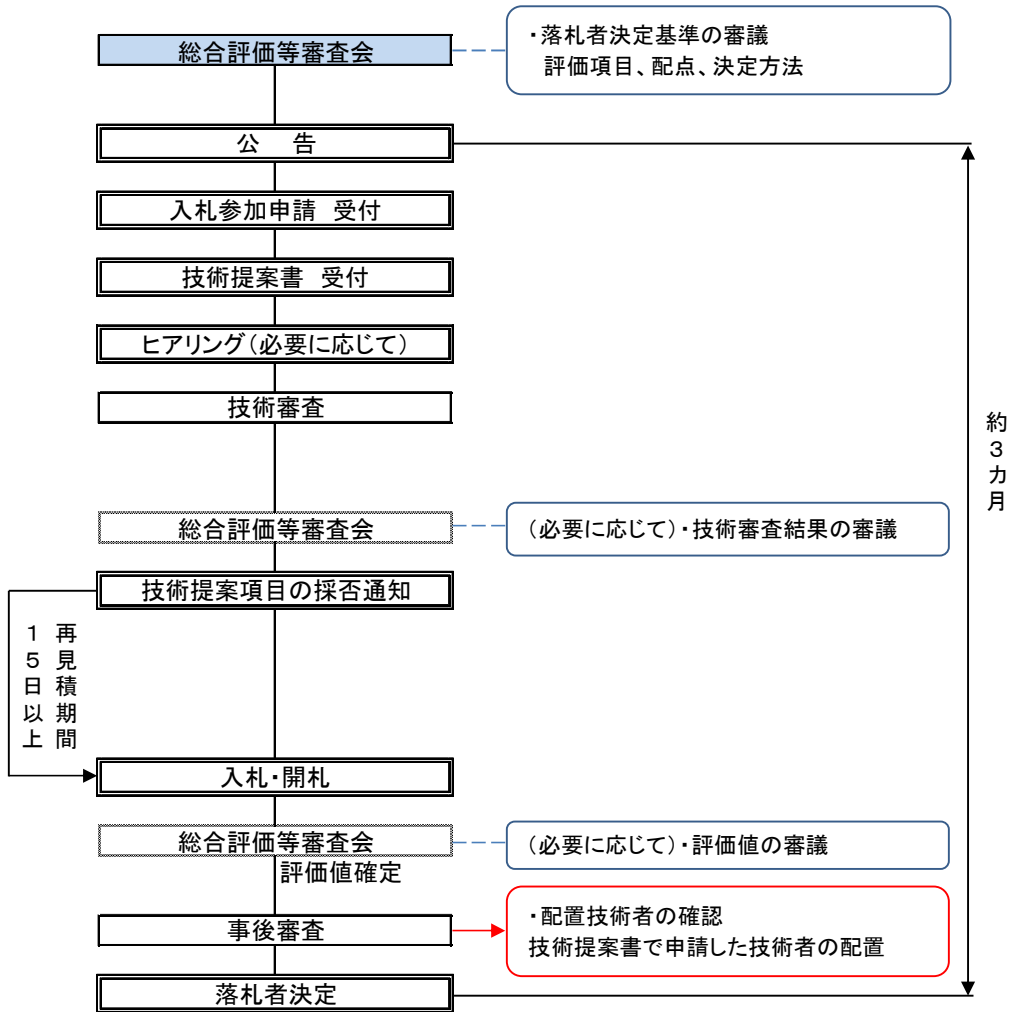 総合評価等審査会
・落札者決定基準の審議
評価項目、配点、決定方法
公　告
入札参加申請　受付
技術提案書　受付
ヒアリング（必要に応じて）
技術審査
約３カ月
総合評価等審査会
（必要に応じて）・技術審査結果の審議
技術提案項目の採否通知
再見積期間
１５日以上
入札・開札
総合評価等審査会
（必要に応じて）・評価値の審議
評価値確定
事後審査
・配置技術者の確認
技術提案書で申請した技術者の配置
落札者決定